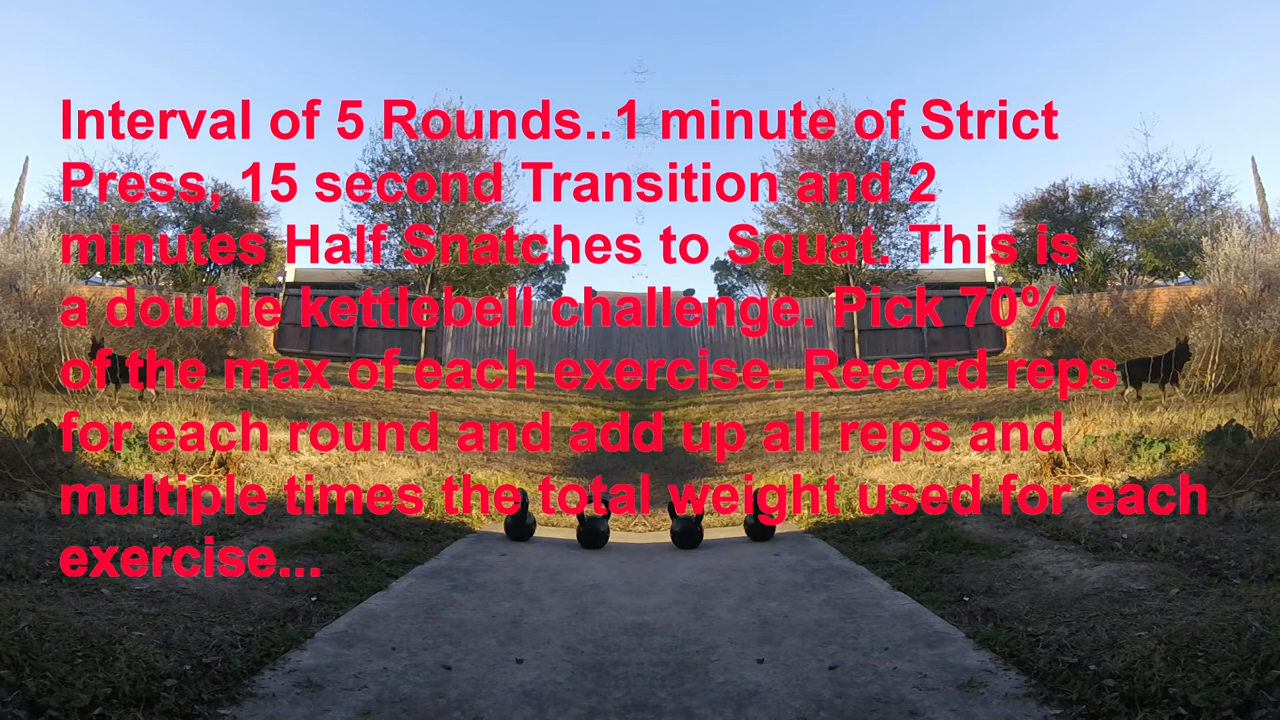 Interval of 5 Rounds..1 minute of Strict
Press, 15 second Transition and 2
minutes Half Snatches to Squat. This is
a double kettlebell challenge. Pick 70%
of the max of each exercise. Record reps
for each round and add up all reps and
multiple times the total weight used for each
exercise...